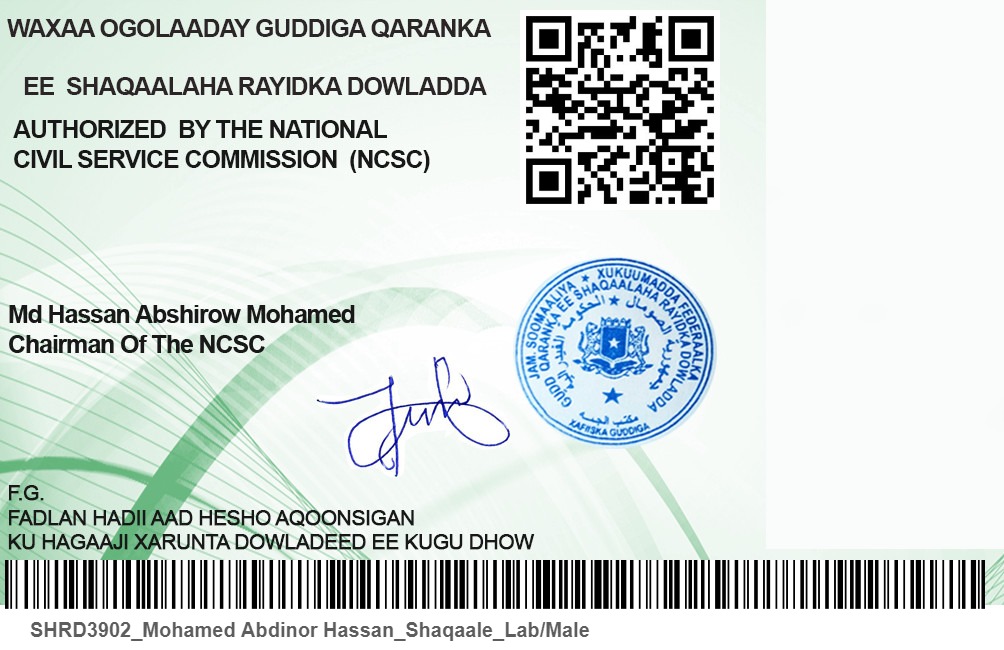 WAXAA OGOLAADAY GUDDIGA QARANKA
EE SHAQAALAHA RAYIDKA DOWLADDA
AUTHORIZED BY THE NATIONAL
CIVIL SERVICE COMMISSION (NCSC)
JAM. SOOMAALIYA ★ XUKUUMADDA FEDERAALKA
GUDD QARANKA EE SHAQAALAHA RAYIDKA DOWLADDA
مكتب
XAFIISKA GUDDIGA
Md Hassan Abshirow Mohamed
Chairman Of The NCSC
F.G.
FADLAN HADII AAD HESHO AQOONSIGAN
KU HAGAAJI XARUNTA DOWLADEED EE KUGU DHOW
SHRD3902_Mohamed Abdinor Hassan_Shaqaale_Lab/Male